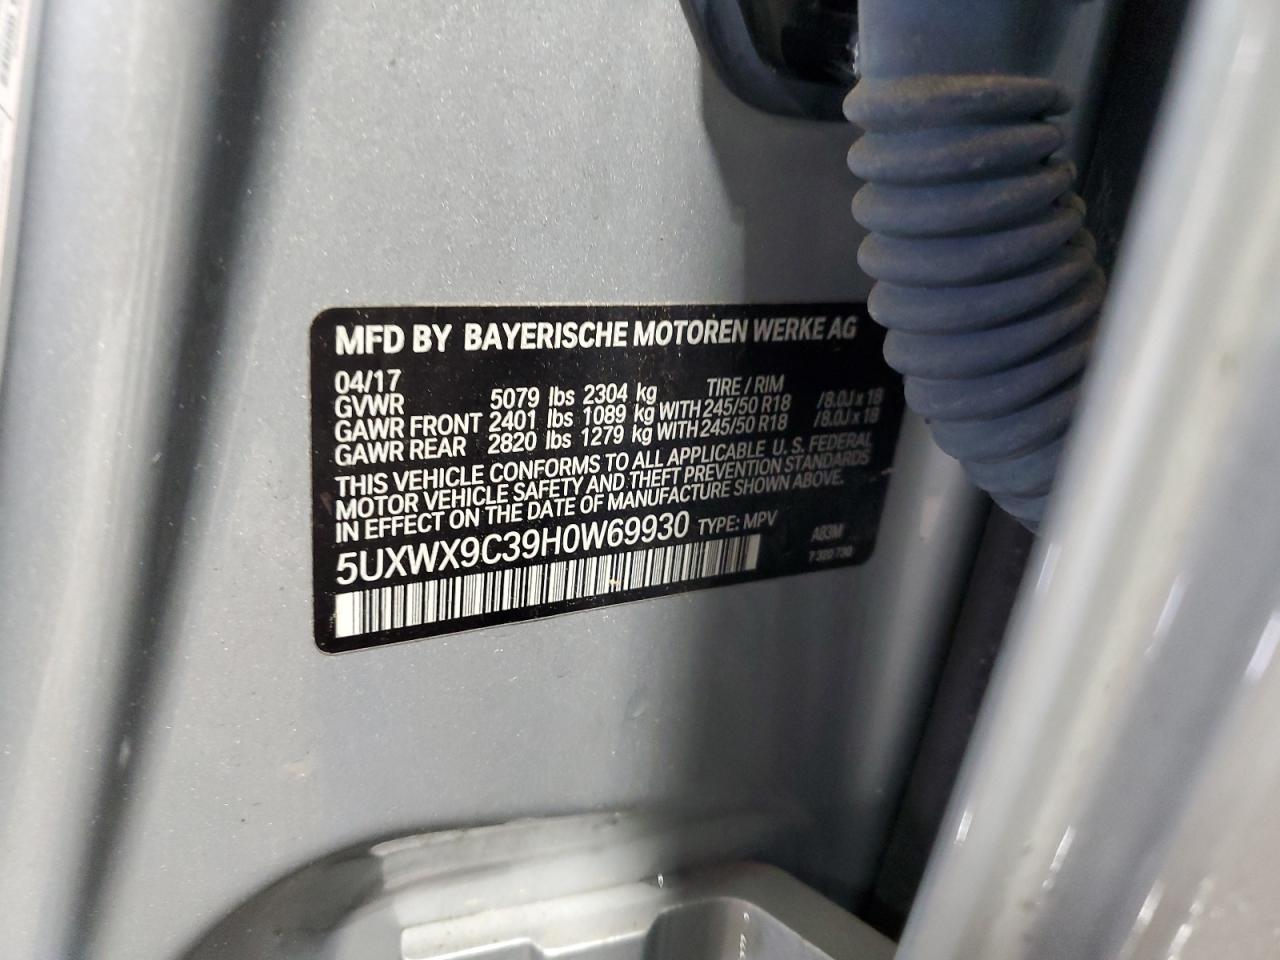 MFD BY BAYERISCHE MOTOREN WERKE AG
04/17 TIRE / RIM
GVWR 5079 lbs 2304 kg
GAWR FRONT 2401 lbs 1089 kg WITH 245/50 R18 /8.0J x 18
GAWR REAR 2820 lbs 1279 kg WITH 245/50 R18 /8.0J x 18
THIS VEHICLE CONFORMS TO ALL APPLICABLE U. S. FEDERAL
MOTOR VEHICLE SAFETY AND THEFT PREVENTION STANDARDS
IN EFFECT ON THE DATE OF MANUFACTURE SHOWN ABOVE.
5UXWX9C39H0W69930 TYPE: MPV A83M